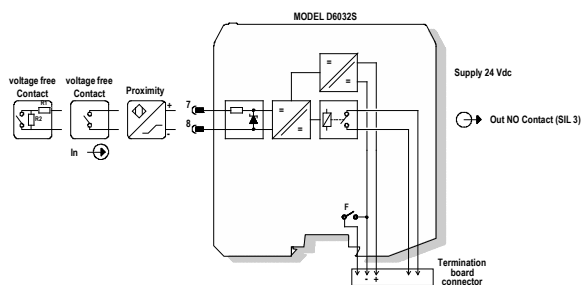 MODEL D6032S
voltage free
Contact
voltage free
Contact
Proximity
R1
R2
+
-
7
8
In
=
=
=
=
Supply 24 Vdc
Out NO Contact (SIL 3)
F
- +
Termination
board
connector